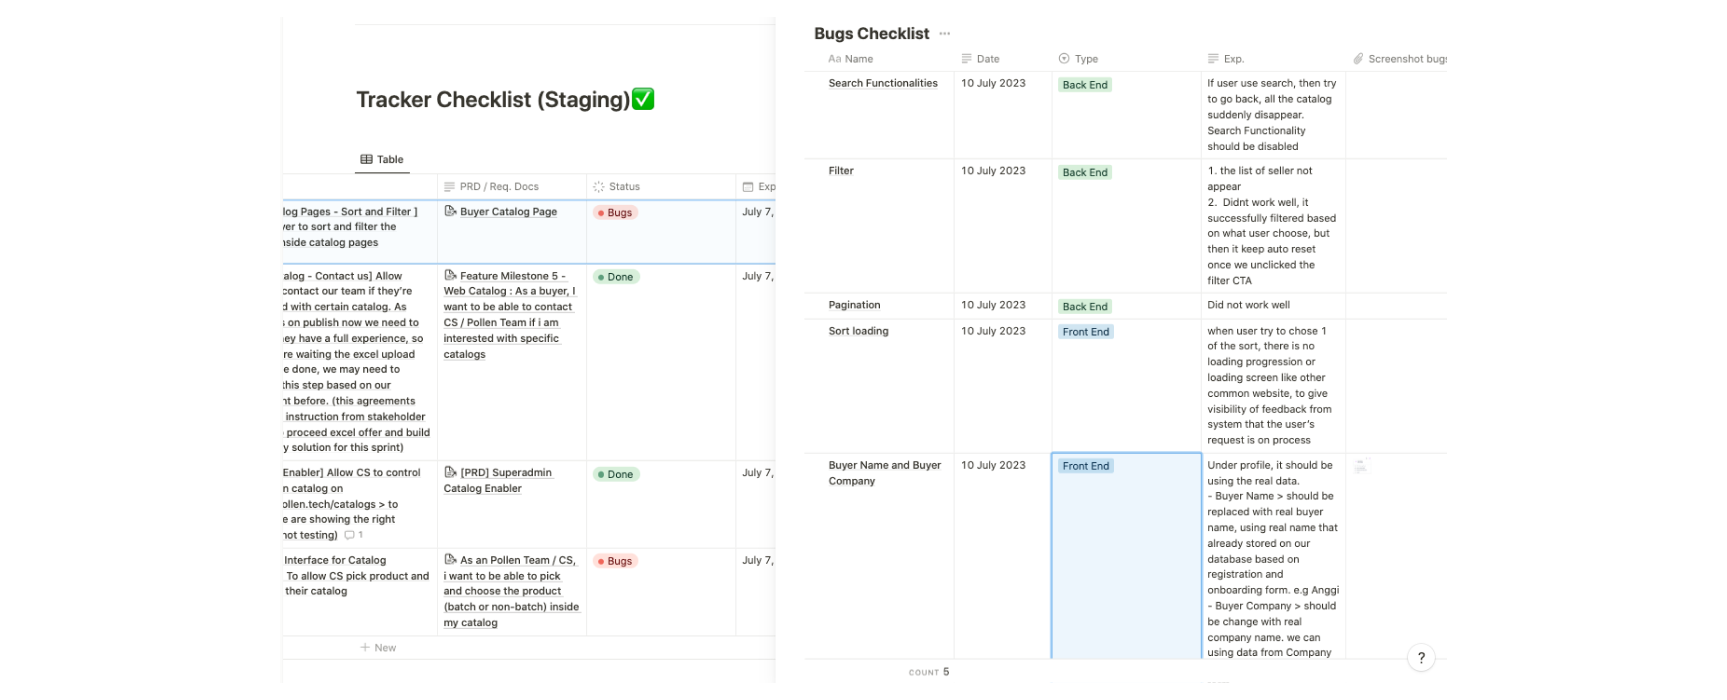 Tracker Checklist (Staging)✅
Table
PRD / Req. Docs
Status
Exp
log Pages - Sort and Filter ]
ver to sort and filter the
nside catalog pages
Buyer Catalog Page
Bugs
July 7,
alog - Contact us] Allow
contact our team if they're
d with certain catalog. As
s on publish now we need to
hey have a full experience, so
re waiting the excel upload
e done, we may need to
this step based on our
nt before. (this agreements
instruction from stakeholder
proceed excel offer and build
y solution for this sprint)
Feature Milestone 5 -
Web Catalog : As a buyer, I
want to be able to contact
CS / Pollen Team if i am
interested with specific
catalogs
Done
July 7,
Enabler] Allow CS to control
n catalog on
ollen.tech/catalogs > to
e are showing the right
not testing) 1
[PRD] Superadmin
Catalog Enabler
Done
July 7,
Interface for Catalog
To allow CS pick product and
their catalog
As an Pollen Team / CS,
i want to be able to pick
and choose the product
(batch or non-batch) inside
my catalog
Bugs
July 7,
+ New
Bugs Checklist ...
Aa Name
Date
Type
Exp.
Screenshot bugs
Search Functionalities
10 July 2023
Back End
If user use search, then try
to go back, all the catalog
suddenly disappear.
Search Functionality
should be disabled
Filter
10 July 2023
Back End
1. the list of seller not
appear
2. Didnt work well, it
successfully filtered based
on what user choose, but
then it keep auto reset
once we unclicked the
filter CTA
Pagination
10 July 2023
Back End
Did not work well
Sort loading
10 July 2023
Front End
when user try to chose 1
of the sort, there is no
loading progression or
loading screen like other
common website, to give
visibility of feedback from
system that the user's
request is on process
Buyer Name and Buyer
Company
10 July 2023
Front End
Under profile, it should be
using the real data.
- Buyer Name > should be
replaced with real buyer
name, using real name that
already stored on our
database based on
registration and
onboarding form. e.g Anggi
- Buyer Company > should
be change with real
company name. we can
using data from Company
COUNT 5
?